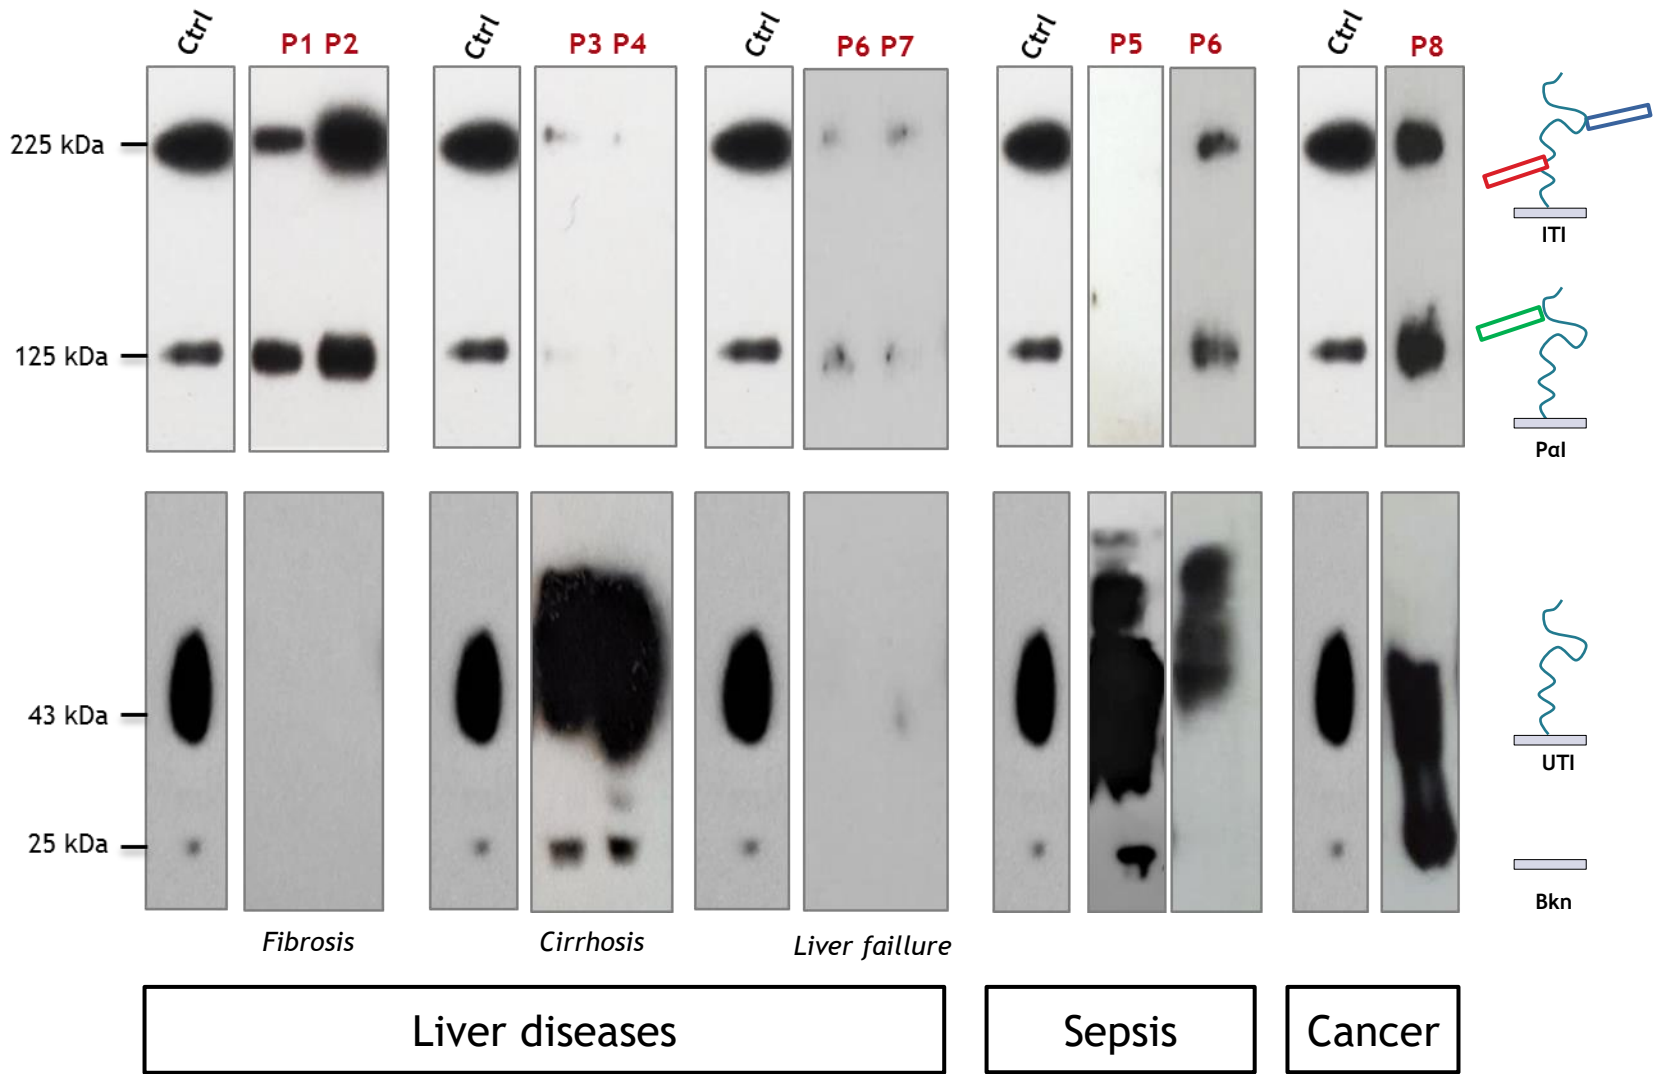 Ctrl P1 P2 Ctrl P3 P4 Ctrl P6 P7 Ctrl P5 P6 Ctrl P8
225 kDa
ITI
125 kDa
PαI
43 kDa
UTI
25 kDa
Bkn
Fibrosis Cirrhosis Liver faillure
Liver diseases Sepsis Cancer